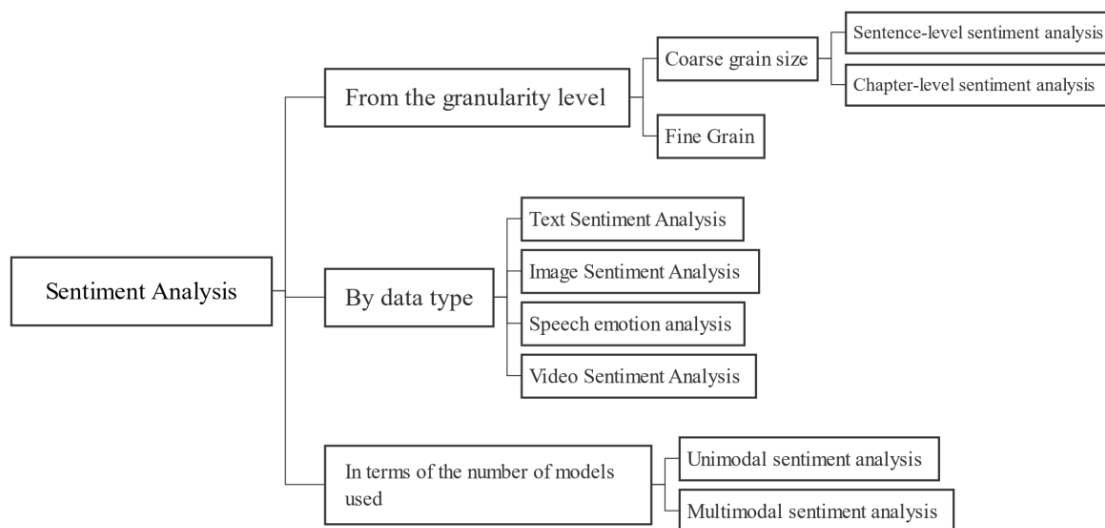 Sentence-level sentiment analysis
Coarse grain size
Chapter-level sentiment analysis
From the granularity level
Fine Grain
Text Sentiment Analysis
Image Sentiment Analysis
Sentiment Analysis
By data type
Speech emotion analysis
Video Sentiment Analysis
Unimodal sentiment analysis
In terms of the number of models
used
Multimodal sentiment analysis